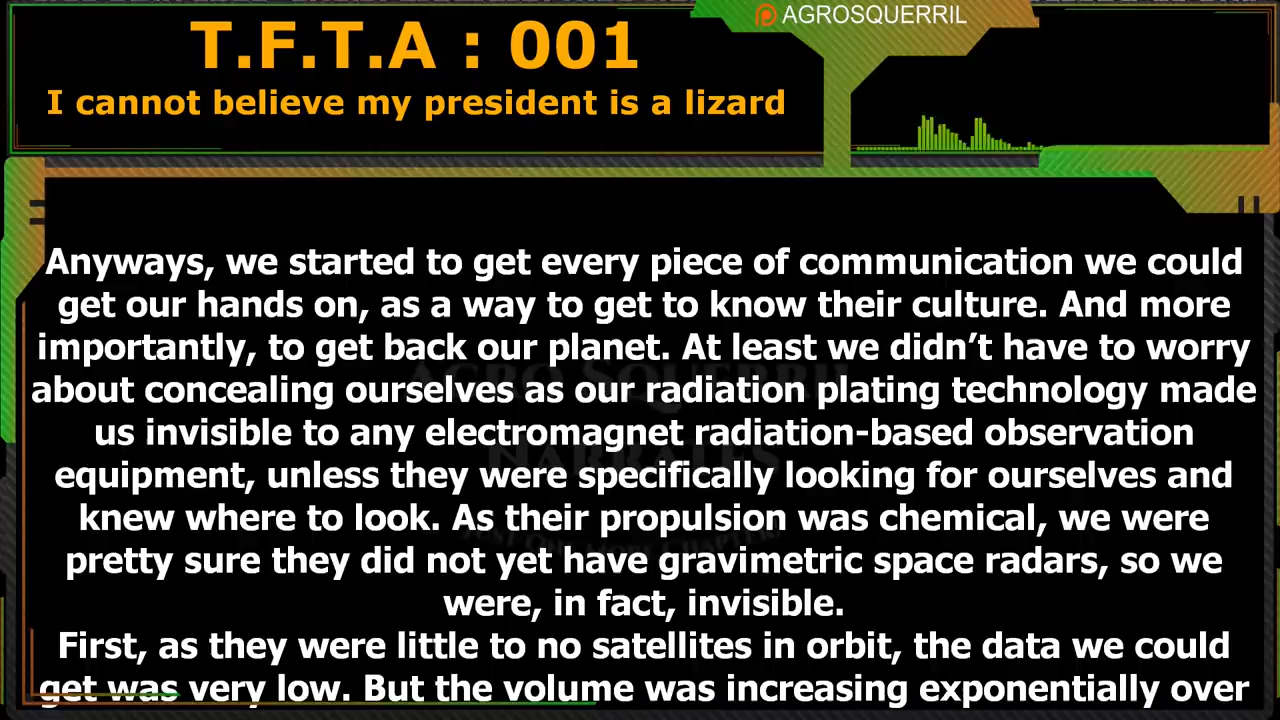 AGROSQUERRIL
T.F.T.A : 001
I cannot believe my president is a lizard
Anyways, we started to get every piece of communication we could
get our hands on, as a way to get to know their culture. And more
importantly, to get back our planet. At least we didn’t have to worry
about concealing ourselves as our radiation plating technology made
us invisible to any electromagnet radiation-based observation
equipment, unless they were specifically looking for ourselves and
knew where to look. As their propulsion was chemical, we were
pretty sure they did not yet have gravimetric space radars, so we
were, in fact, invisible.
First, as they were little to no satellites in orbit, the data we could
get was very low. But the volume was increasing exponentially over